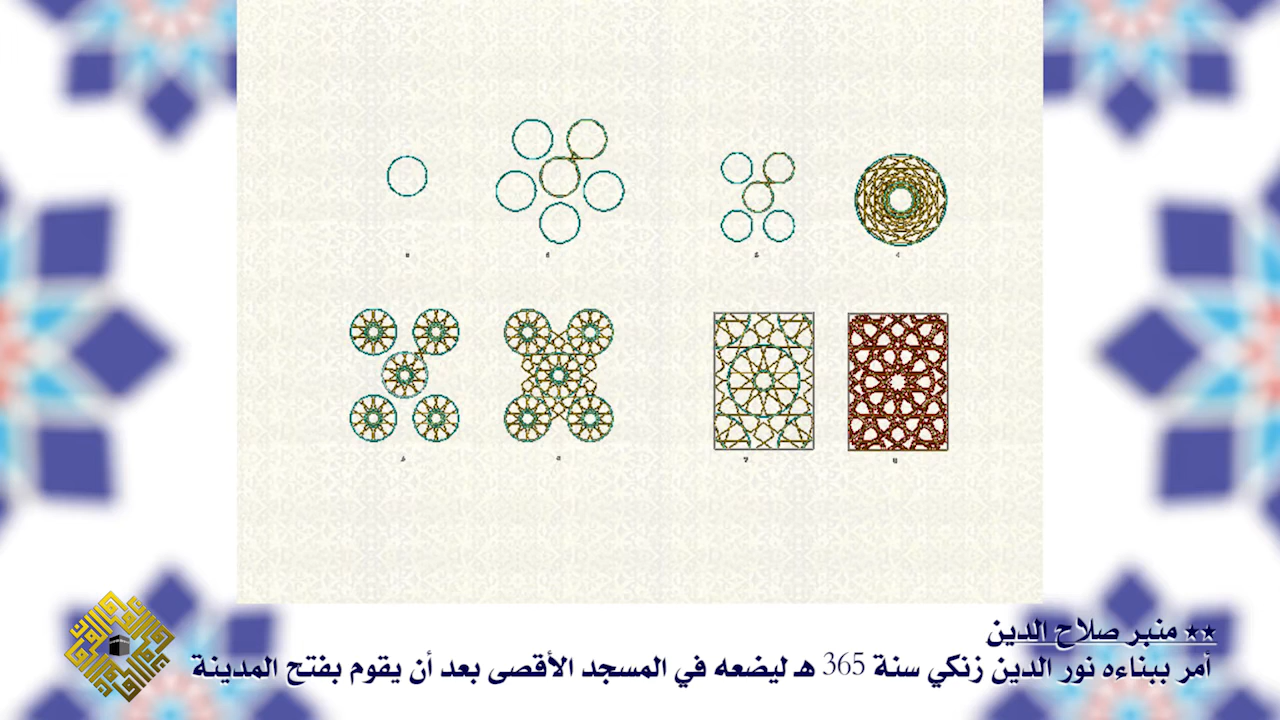 ** منبر صلاح الدين
أمر ببناءه نور الدين زنكي سنة 365 هـ ليضعه في المسجد الأقصى بعد أن يقوم بفتح المدينة